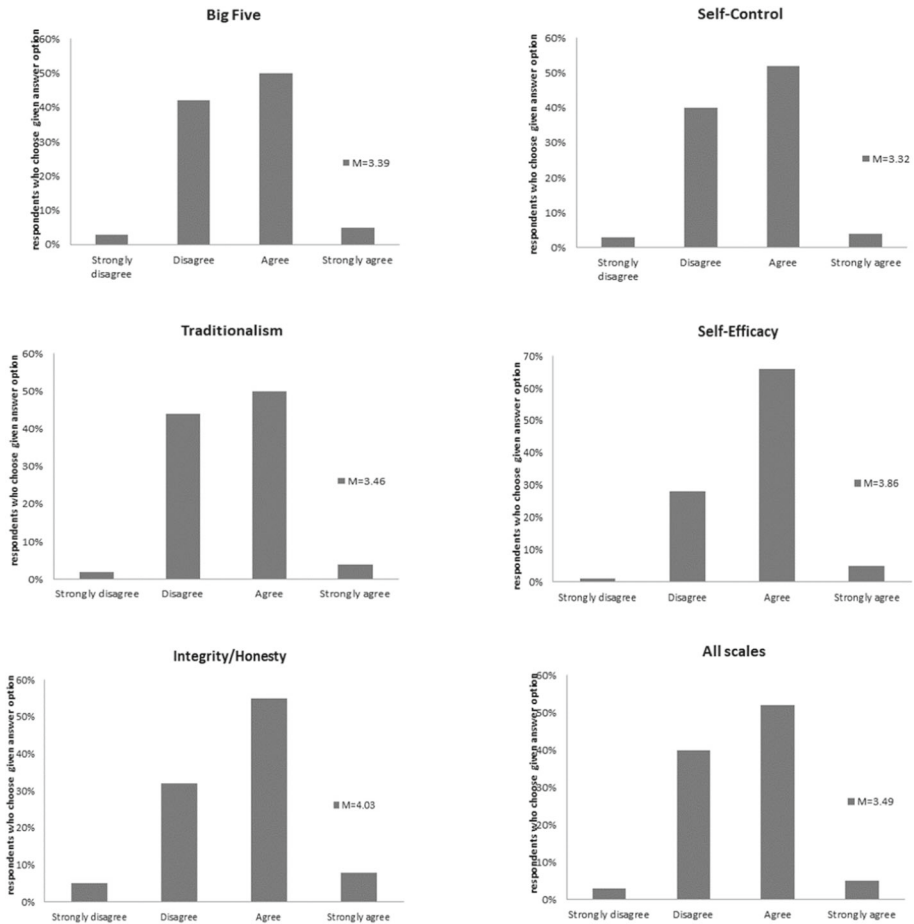 Big Five
respondents who choose given answer option
60%
50%
40%
30%
20%
10%
0%
M=3.39
Strongly
disagree
Disagree
Agree
Strongly agree
Self-Control
respondents who choose given answer option
60%
50%
40%
30%
20%
10%
0%
M=3.32
Strongly
disagree
Disagree
Agree
Strongly agree
Traditionalism
respondents who choose given answer option
60%
50%
40%
30%
20%
10%
0%
M=3.46
Strongly disagree
Disagree
Agree
Strongly agree
Self-Efficacy
respondents who choose given answer option
70%
60%
50%
40%
30%
20%
10%
0%
M=3.86
Strongly disagree
Disagree
Agree
Strongly agree
Integrity/Honesty
respondents who choose given answer option
60%
50%
40%
30%
20%
10%
0%
M=4.03
Strongly disagree
Disagree
Agree
Strongly agree
All scales
respondents who choose given answer option
60%
50%
40%
30%
20%
10%
0%
M=3.49
Strongly disagree
Disagree
Agree
Strongly agree